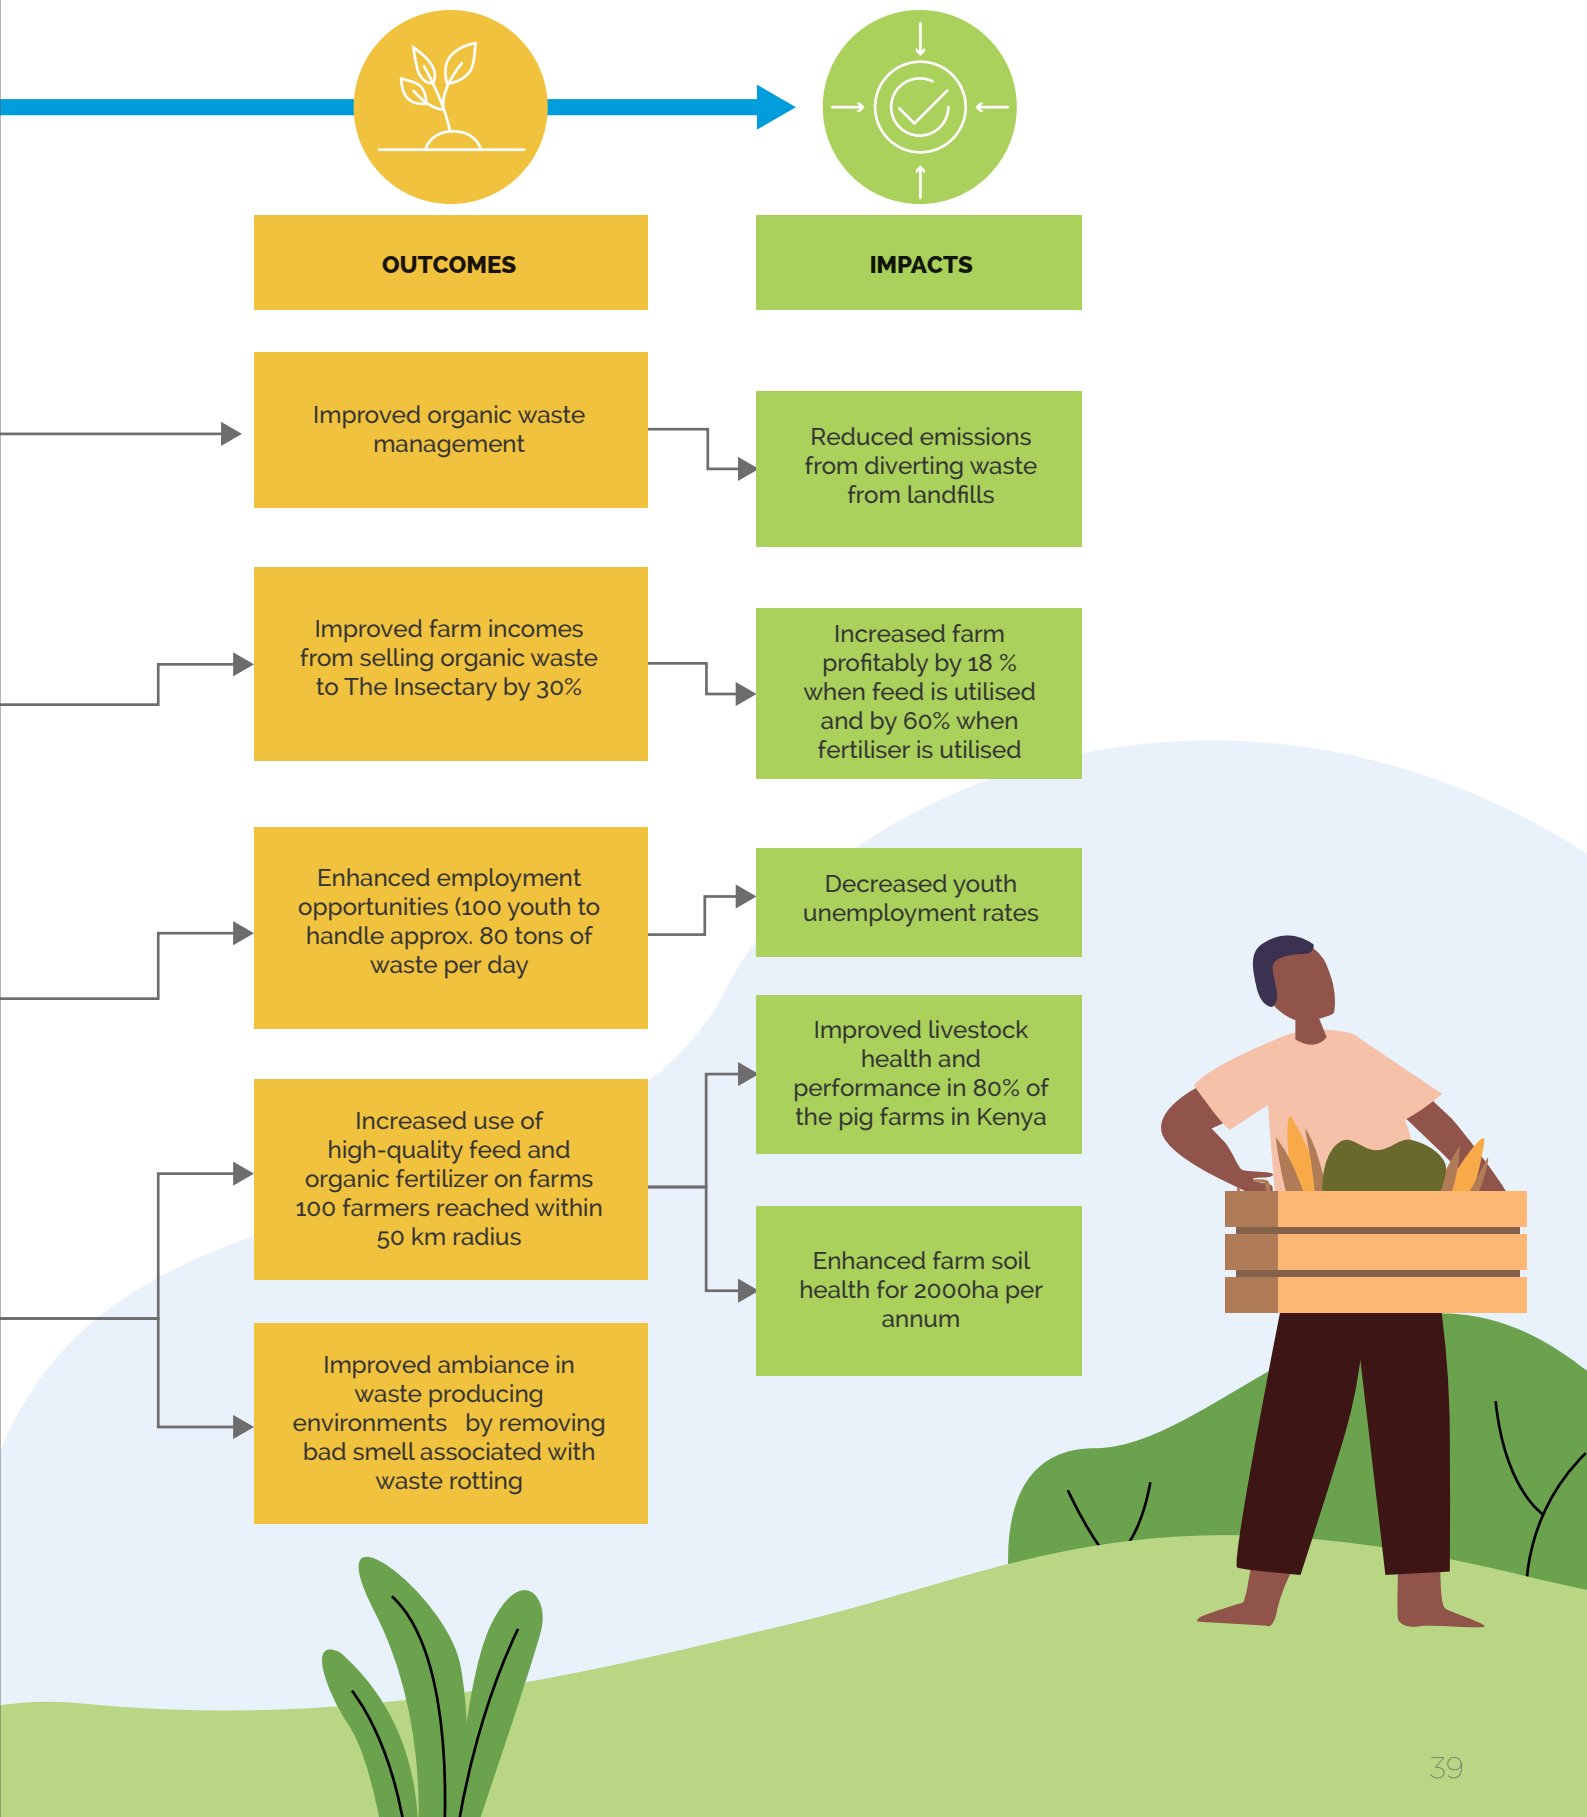 OUTCOMES
IMPACTS
Improved organic waste
management
Reduced emissions
from diverting waste
from landfills
Improved farm incomes
from selling organic waste
to The Insectary by 30%
Increased farm
profitably by 18 %
when feed is utilised
and by 60% when
fertiliser is utilised
Enhanced employment
opportunities (100 youth to
handle approx. 80 tons of
waste per day
Decreased youth
unemployment rates
Increased use of
high-quality feed and
organic fertilizer on farms
100 farmers reached within
50 km radius
Improved livestock
health and
performance in 80% of
the pig farms in Kenya
Enhanced farm soil
health for 2000ha per
annum
Improved ambiance in
waste producing
environments   by removing
bad smell associated with
waste rotting
39